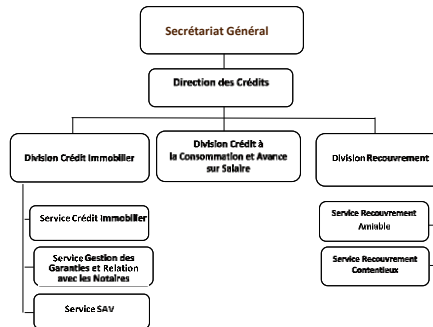 Secrétariat Général
Direction des Crédits
Division Crédit Immobilier
Division Crédit à
la Consommation et Avance
sur Salaire
Division Recouvrement
Service Crédit Immobilier
Service Gestion des
Garanties et Relation
avec les Notaires
Service SAV
Service Recouvrement
Amiable
Service Recouvrement
Contentieux